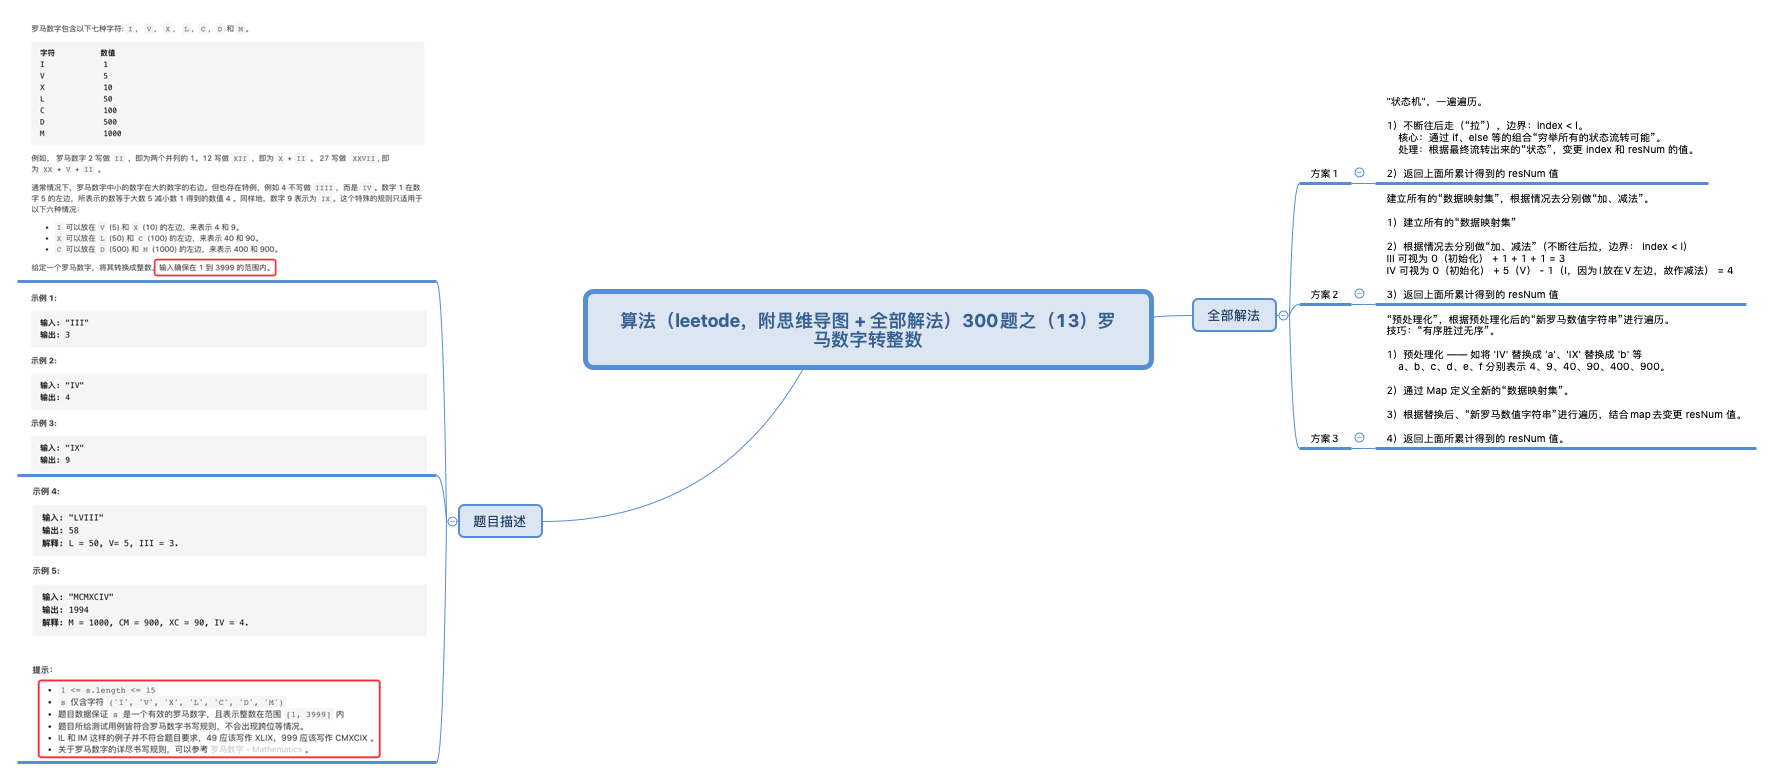 罗马数字包含以下七种字符: I， V， X， L，C，D 和 M。
字符 数值
I 1
V 5
X 10
L 50
C 100
D 500
M 1000
例如， 罗马数字 2 写做 II ，即为两个并列的 1。12 写做 XII ，即为 X + II 。 27 写做 XXVII, 即
为 XX + V + II 。
通常情况下，罗马数字中小的数字在大的数字的右边。但也存在特例，例如 4 不写做 IIII，而是 IV。数字 1 在数
字 5 的左边，所表示的数等于大数 5 减小数 1 得到的数值 4 。同样地，数字 9 表示为 IX。这个特殊的规则只适用于
以下六种情况：
• I 可以放在 V (5) 和 X (10) 的左边，来表示 4 和 9。
• X 可以放在 L (50) 和 C (100) 的左边，来表示 40 和 90。
• C 可以放在 D (500) 和 M (1000) 的左边，来表示 400 和 900。
给定一个罗马数字，将其转换成整数。输入确保在 1 到 3999 的范围内。
示例 1:
输入: "III"
输出: 3
示例 2:
输入: "IV"
输出: 4
示例 3:
输入: "IX"
输出: 9
示例 4:
输入: "LVIII"
输出: 58
解释: L = 50, V= 5, III = 3.
示例 5:
输入: "MCMXCIV"
输出: 1994
解释: M = 1000, CM = 900, XC = 90, IV = 4.
提示：
• 1 <= s.length <= 15
• s 仅含字符 ('I', 'V', 'X', 'L', 'C', 'D', 'M')
• 题目数据保证 s 是一个有效的罗马数字，且表示整数在范围 [1, 3999] 内
• 题目所给测试用例皆符合罗马数字书写规则，不会出现跨位等情况。
• IL 和 IM 这样的例子并不符合题目要求，49 应该写作 XLIX，999 应该写作 CMXCIX 。
• 关于罗马数字的详尽书写规则，可以参考 罗马数字 - Mathematics 。
题目描述
算法（leetode，附思维导图 + 全部解法）300题之（13）罗
马数字转整数
全部解法
方案 1
“状态机”，一遍遍历。
1）不断往后走（“拉”），边界：index < l。
核心：通过 if、else 等的组合“穷举所有的状态流转可能”。
处理：根据最终流转出来的“状态”，变更 index 和 resNum 的值。
2）返回上面所累计得到的 resNum 值
方案 2
建立所有的“数据映射集”，根据情况去分别做“加、减法”。
1）建立所有的“数据映射集”
2）根据情况去分别做“加、减法”（不断往后拉，边界： index < l）
III 可视为 0（初始化） + 1 + 1 + 1 = 3
IV 可视为 0（初始化） + 5（V） - 1（I，因为 I 放在 V 左边，故作减法） = 4
3）返回上面所累计得到的 resNum 值
方案 3
“预处理化”，根据预处理化后的“新罗马数值字符串”进行遍历。
技巧：“有序胜过无序”。
1）预处理化 —— 如将 'IV' 替换成 'a'、'IX' 替换成 'b' 等
a、b、c、d、e、f 分别表示 4、9、40、90、400、900。
2）通过 Map 定义全新的“数据映射集”。
3）根据替换后、“新罗马数值字符串”进行遍历，结合 map 去变更 resNum 值。
4）返回上面所累计得到的 resNum 值。